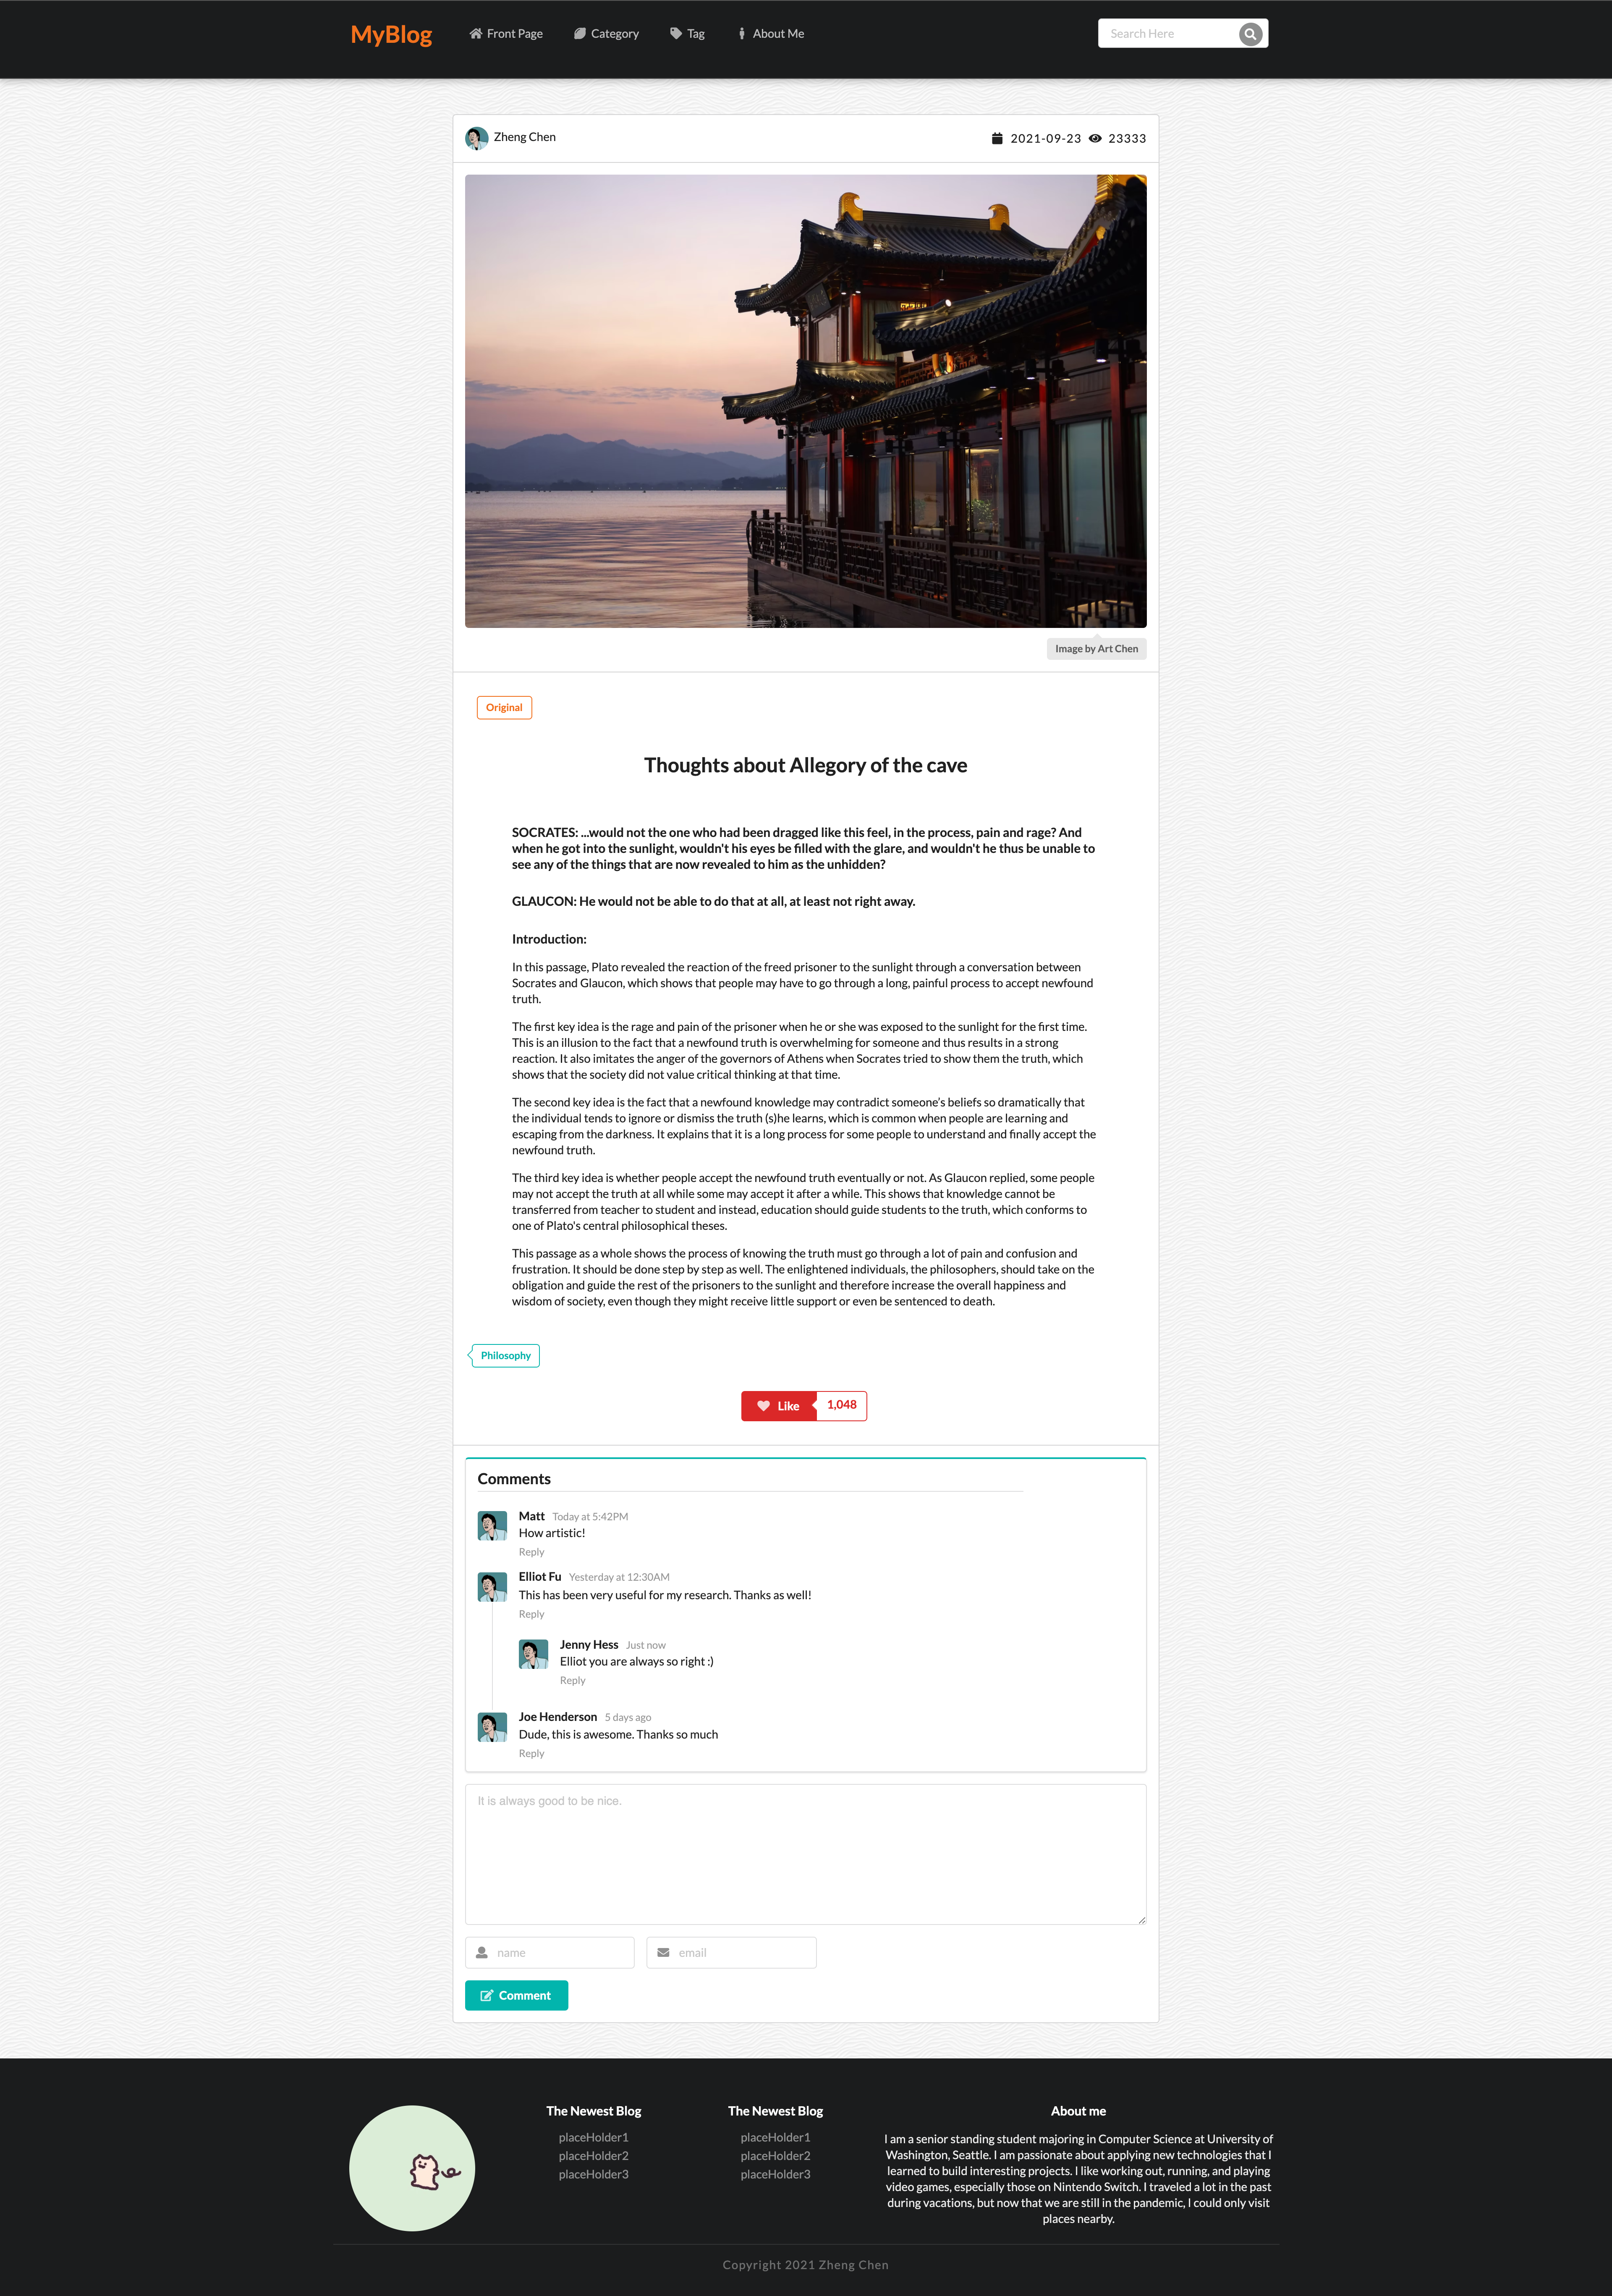 MyBlog
Front Page
Category
Tag
About Me
Search Here
Zheng Chen
2021-09-23
23333
Image by Art Chen
Original
Thoughts about Allegory of the cave
SOCRATES: ...would not the one who had been dragged like this feel, in the process, pain and rage? And
when he got into the sunlight, wouldn't his eyes be filled with the glare, and wouldn't he thus be unable to
see any of the things that are now revealed to him as the unhidden?
GLAUCON: He would not be able to do that at all, at least not right away.
Introduction:
In this passage, Plato revealed the reaction of the freed prisoner to the sunlight through a conversation between
Socrates and Glaucon, which shows that people may have to go through a long, painful process to accept newfound
truth.
The first key idea is the rage and pain of the prisoner when he or she was exposed to the sunlight for the first time.
This is an illusion to the fact that a newfound truth is overwhelming for someone and thus results in a strong
reaction. It also imitates the anger of the governors of Athens when Socrates tried to show them the truth, which
shows that the society did not value critical thinking at that time.
The second key idea is the fact that a newfound knowledge may contradict someone’s beliefs so dramatically that
the individual tends to ignore or dismiss the truth (s)he learns, which is common when people are learning and
escaping from the darkness. It explains that it is a long process for some people to understand and finally accept the
newfound truth.
The third key idea is whether people accept the newfound truth eventually or not. As Glaucon replied, some people
may not accept the truth at all while some may accept it after a while. This shows that knowledge cannot be
transferred from teacher to student and instead, education should guide students to the truth, which conforms to
one of Plato's central philosophical theses.
This passage as a whole shows the process of knowing the truth must go through a lot of pain and confusion and
frustration. It should be done step by step as well. The enlightened individuals, the philosophers, should take on the
obligation and guide the rest of the prisoners to the sunlight and therefore increase the overall happiness and
wisdom of society, even though they might receive little support or even be sentenced to death.
Philosophy
Like
1,048
Comments
Matt Today at 5:42PM
How artistic!
Reply
Elliot Fu Yesterday at 12:30AM
This has been very useful for my research. Thanks as well!
Reply
Jenny Hess Just now
Elliot you are always so right :)
Reply
Joe Henderson 5 days ago
Dude, this is awesome. Thanks so much
Reply
It is always good to be nice.
name
email
Comment
The Newest Blog
placeHolder1
placeHolder2
placeHolder3
The Newest Blog
placeHolder1
placeHolder2
placeHolder3
About me
I am a senior standing student majoring in Computer Science at University of
Washington, Seattle. I am passionate about applying new technologies that I
learned to build interesting projects. I like working out, running, and playing
video games, especially those on Nintendo Switch. I traveled a lot in the past
during vacations, but now that we are still in the pandemic, I could only visit
places nearby.
Copyright 2021 Zheng Chen